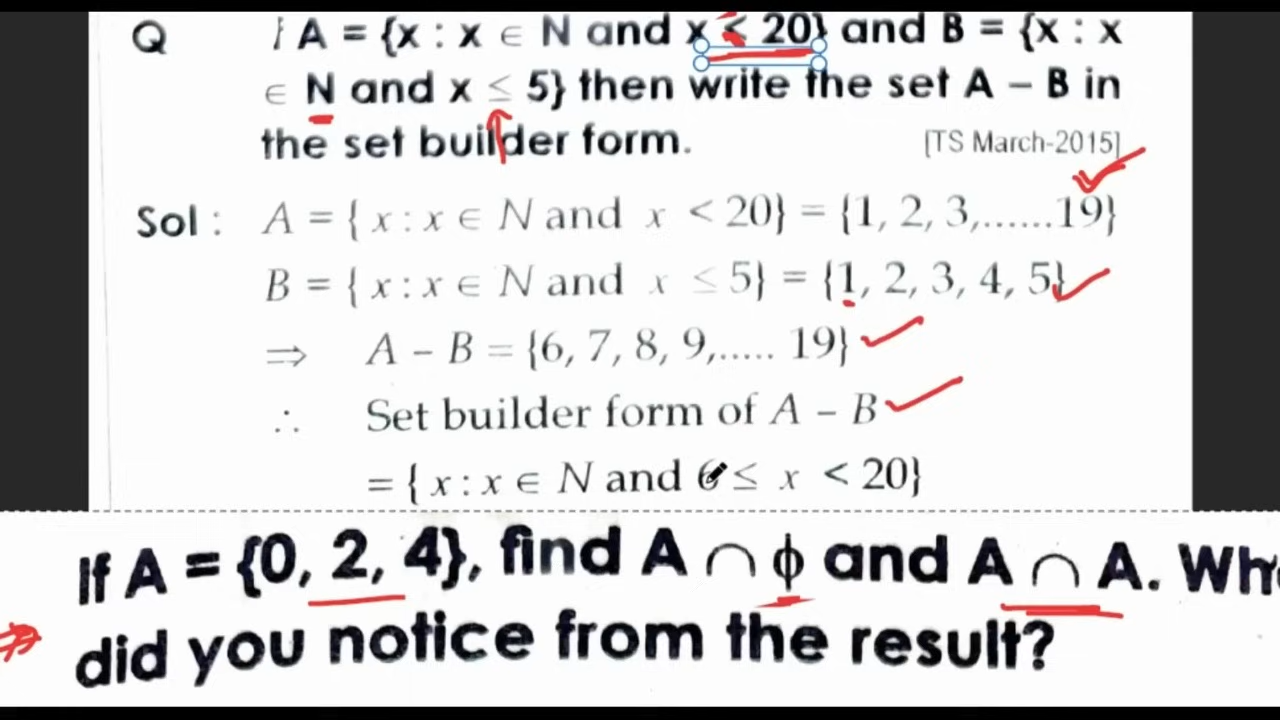 Q If A = {x : x ∈ N and x < 20} and B = {x : x
∈ N and x ≤ 5} then write the set A – B in
the set builder form. [TS March-2015]
Sol : A = { x : x ∈ N and x < 20} = {1, 2, 3,......19}
B = { x : x ∈ N and x ≤ 5} = {1, 2, 3, 4, 5}
⇒ A – B = {6, 7, 8, 9,..... 19}
∴ Set builder form of A – B
= { x : x ∈ N and 6 ≤ x < 20}
If A = {0, 2, 4}, find A ∩ ϕ and A ∩ A.
did you notice from the result?